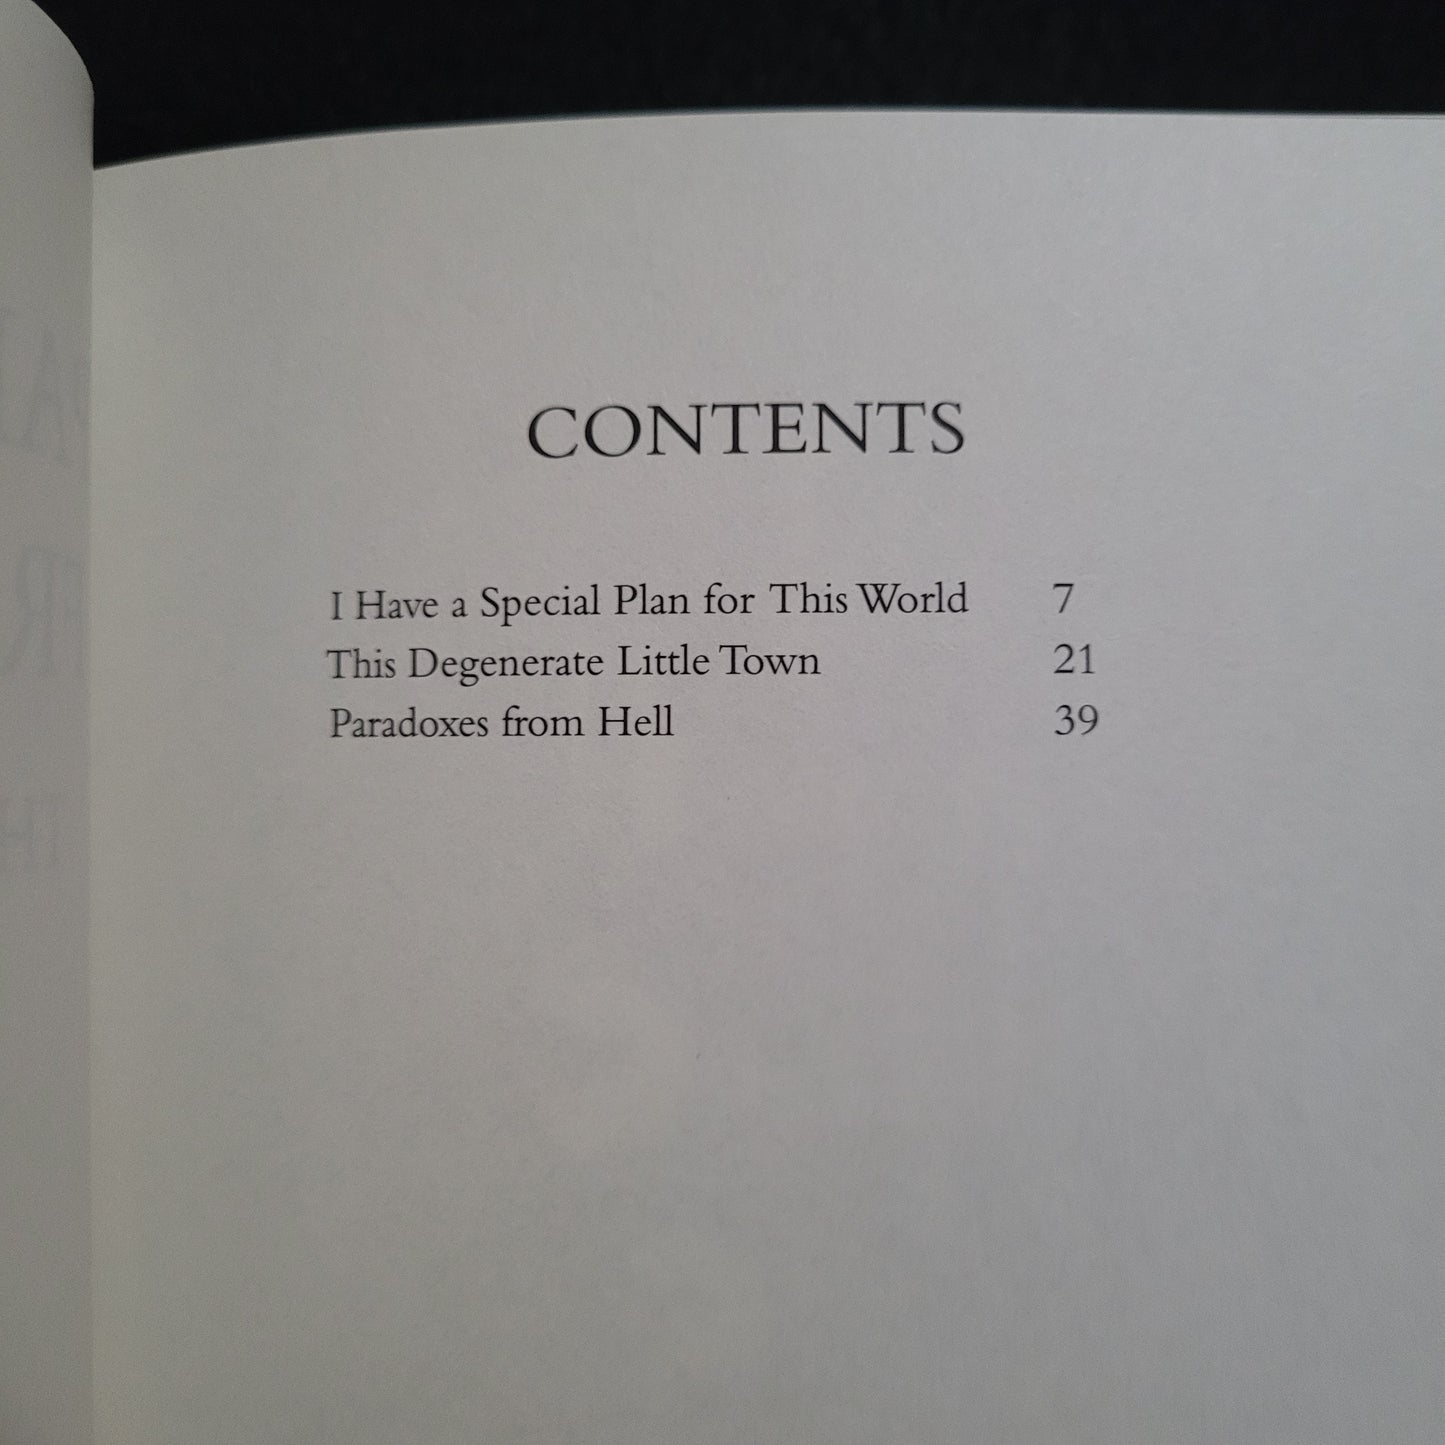 CONTENTS
I Have a Special Plan for This World 7
This Degenerate Little Town 21
Paradoxes from Hell 39